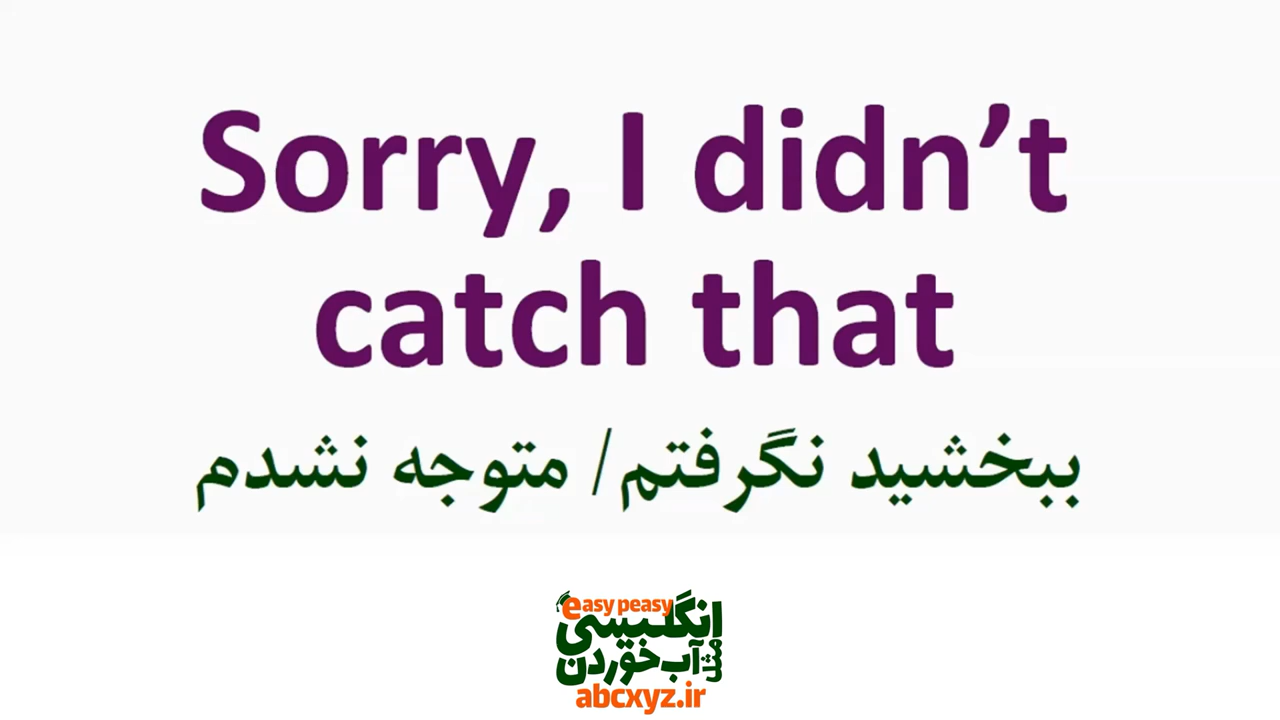 Sorry, I didn’t
catch that
ببخشید نگرفتم/ متوجه نشدم
easy peasy
انگلیسی
مثل آب خوردن
abcxyz.ir